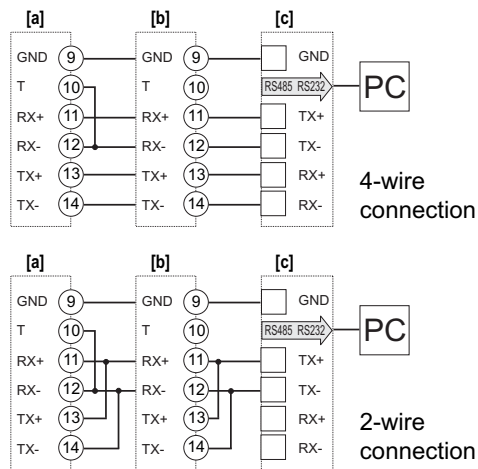 [a] [b] [c]
GND 9 GND 9 GND
T 10 T 10 RS485 RS232 PC
RX+ 11 RX+ 11 TX+
RX- 12 RX- 12 TX-
TX+ 13 TX+ 13 RX+
TX- 14 TX- 14 RX-
4-wire
connection
[a] [b] [c]
GND 9 GND 9 GND
T 10 T 10 RS485 RS232 PC
RX+ 11 RX+ 11 TX+
RX- 12 RX- 12 TX-
TX+ 13 TX+ 13 RX+
TX- 14 TX- 14 RX-
2-wire
connection